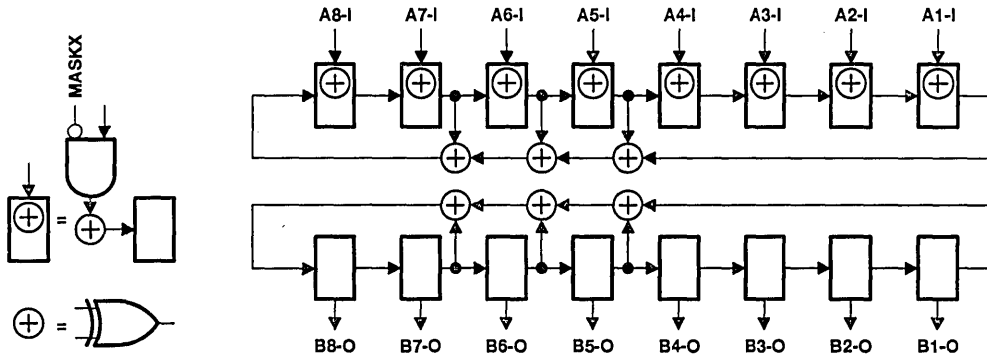 A8-I A7-I A6-I A5-I A4-I A3-I A2-I A1-I
MASKX
=
=
B8-O B7-O B6-O B5-O B4-O B3-O B2-O B1-O